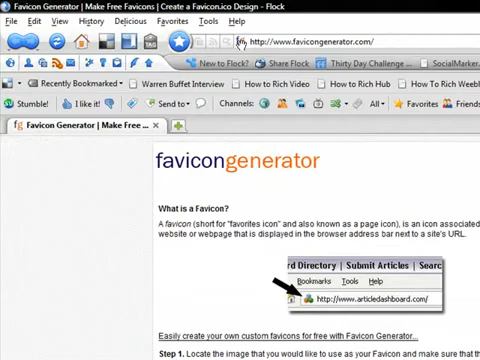 Favicon Generator | Make Free Favicons | Create a Favicon.ico Design - Flock
File Edit View History Delicious Favorites Tools Help
http://www.favicongenerator.com/
Recently Bookmarked New to Flock? Share Flock Thirty Day Challenge ... SocialMarker.
Edit Warren Buffet Immersion How to Rich Video How to Rich Hub How To Rich Weeb
Stumble! I like it! Send to Channels: All Favorites Friends
fg Favicon Generator | Make Free ...
favicongenerator
What is a Favicon?
A favicon (short for "favorites icon" and also known as a page icon), is an icon associated
website or webpage that is displayed in the browser address bar next to a site's URL.
rd Directory | Submit Articles | Searc
Bookmarks Tools Help
http://www.articledashboard.com/
Easily create your own custom favicons for free with Favicon Generator...
Step 1. Locate the image that you would like to use as your Favicon and make sure that